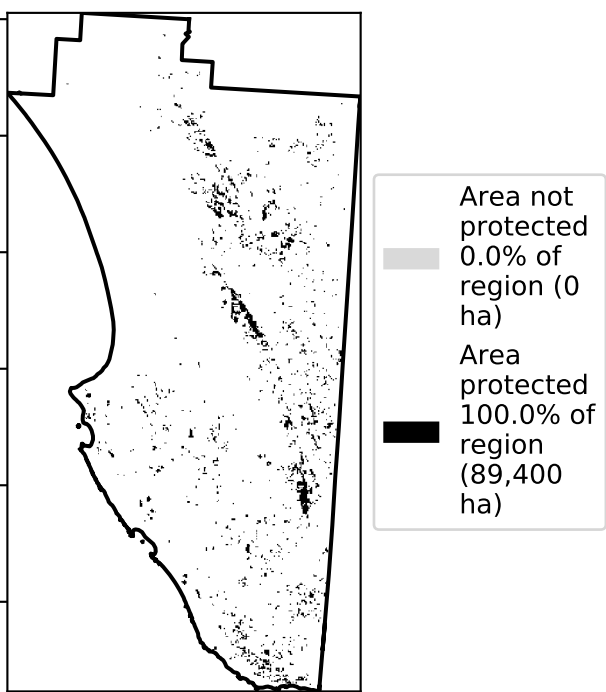 Area not
protected
0.0% of
region (0
ha)
Area
protected
100.0% of
region
(89,400
ha)